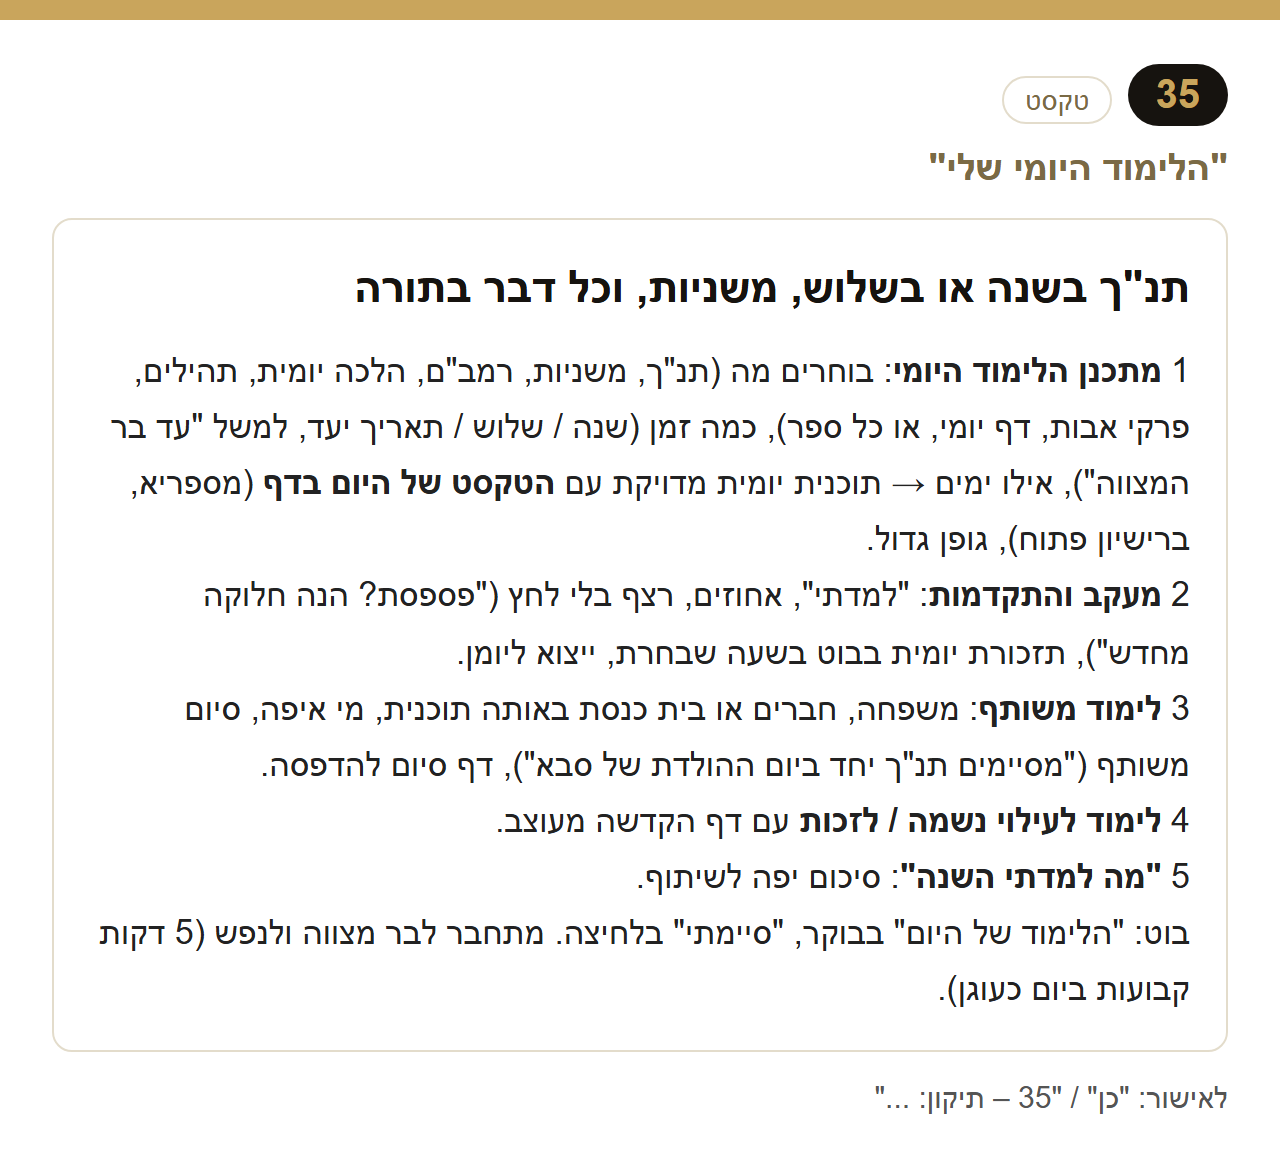 35
טקסט
"הלימוד היומי שלי"
תנ"ך בשנה או בשלוש, משניות, וכל דבר בתורה
1 מתכנן הלימוד היומי: בוחרים מה (תנ"ך, משניות, רמב"ם, הלכה יומית, תהילים,
פרקי אבות, דף יומי, או כל ספר), כמה זמן (שנה / שלוש / תאריך יעד, למשל "עד בר
המצווה"), אילו ימים ← תוכנית יומית מדויקת עם הטקסט של היום בדף (מספריא,
ברישיון פתוח), גופן גדול.
2 מעקב והתקדמות: "למדתי", אחוזים, רצף בלי לחץ ("פספסת? הנה חלוקה
מחדש"), תזכורת יומית בבוט בשעה שבחרת, ייצוא ליומן.
3 לימוד משותף: משפחה, חברים או בית כנסת באותה תוכנית, מי איפה, סיום
משותף ("מסיימים תנ"ך יחד ביום ההולדת של סבא"), דף סיום להדפסה.
4 לימוד לעילוי נשמה / לזכות עם דף הקדשה מעוצב.
5 "מה למדתי השנה": סיכום יפה לשיתוף.
בוט: "הלימוד של היום" בבוקר, "סיימתי" בלחיצה. מתחבר לבר מצווה ולנפש (5 דקות
קבועות ביום כעוגן).
לאישור: "כן" / "35 – תיקון: ..."